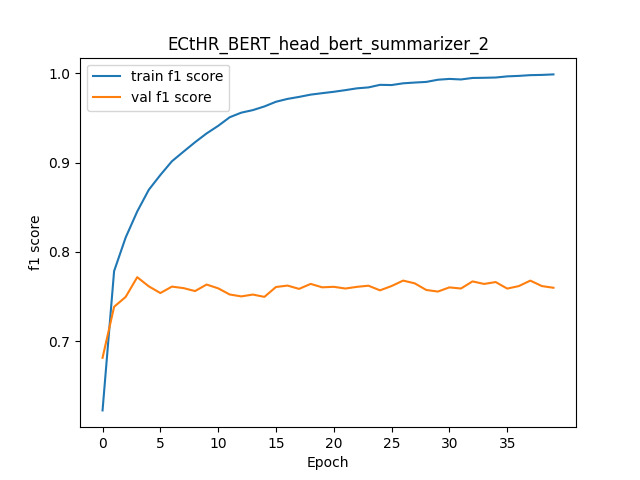 ECtHR_BERT_head_bert_summarizer_2
train f1 score
val f1 score
1.0
0.9
0.8
0.7
f1 score
0 5 10 15 20 25 30 35
Epoch